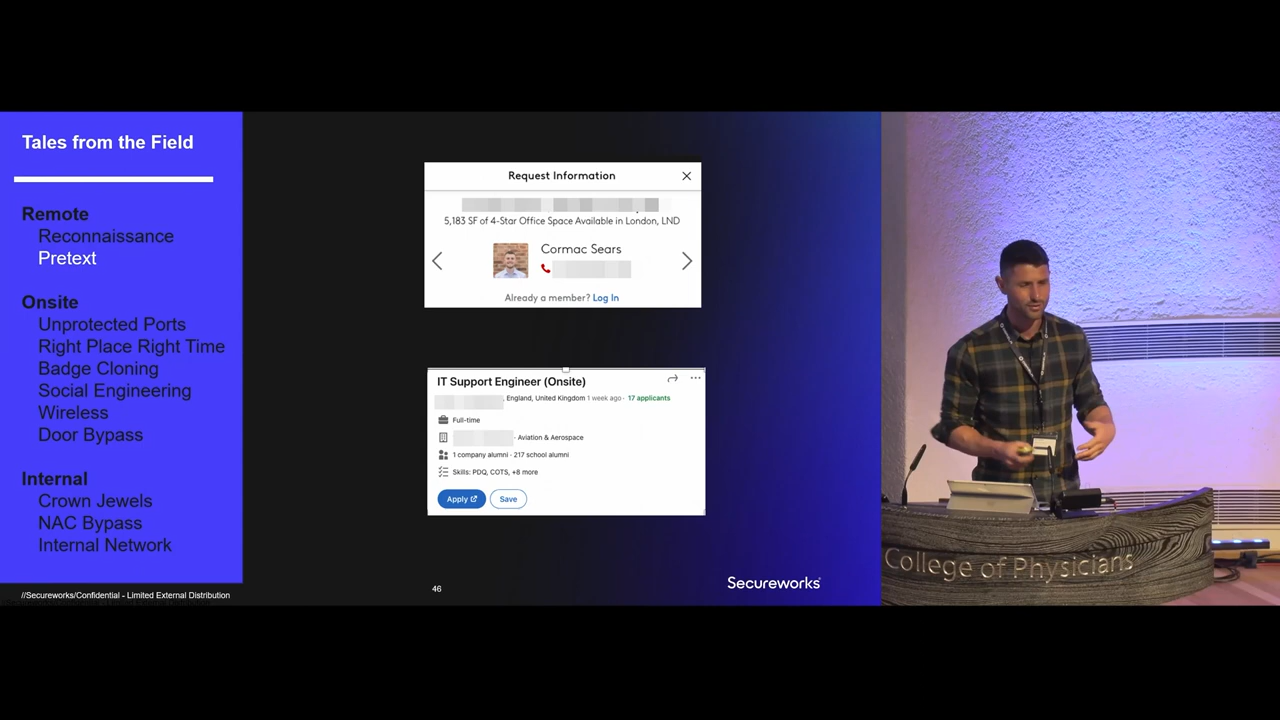 Tales from the Field
Remote
Reconnaissance
Pretext
Onsite
Unprotected Ports
Right Place Right Time
Badge Cloning
Social Engineering
Wireless
Door Bypass
Internal
Crown Jewels
NAC Bypass
Internal Network
//Secureworks/Confidential - Limited External Distribution
Request Information
5,183 SF of 4-Star Office Space Available in London, LND
Cormac Sears
Already a member? Log In
IT Support Engineer (Onsite)
, England, United Kingdom 1 week ago · 17 applicants
Full-time
· Aviation & Aerospace
1 company alumni · 217 school alumni
Skills: PDQ, COTS, +8 more
Apply
Save
46
Secureworks
College of Physicians